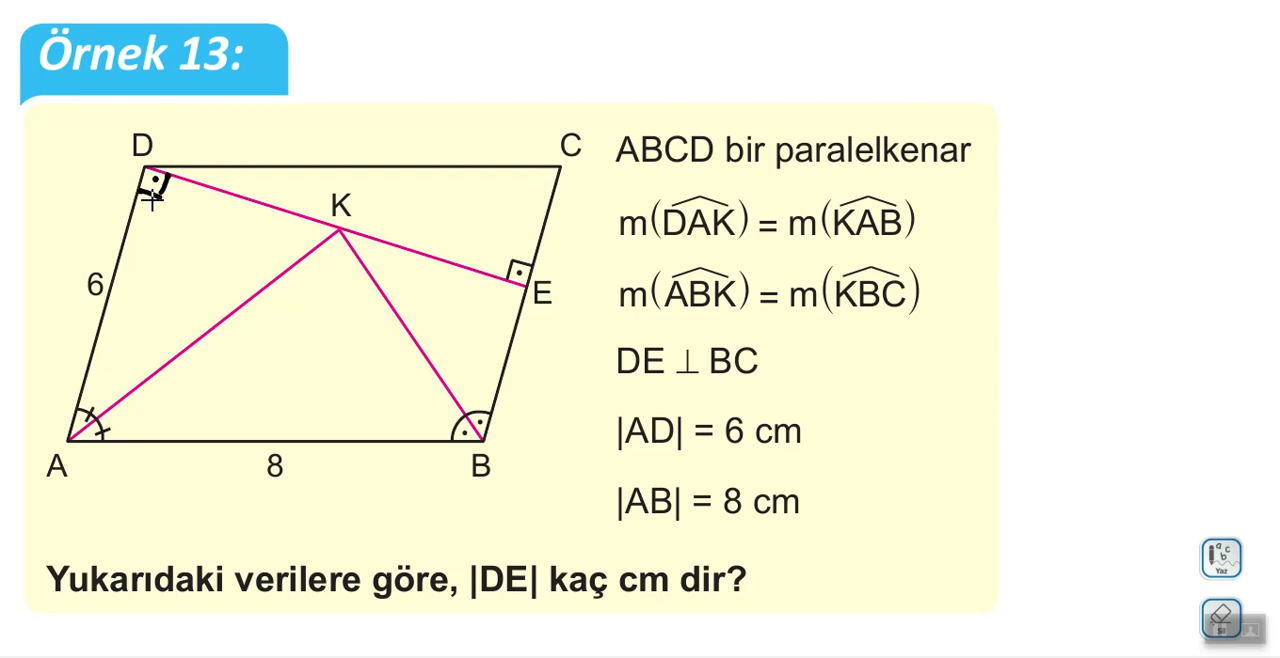 Örnek 13:
D
C
K
6
E
A
8
B
ABCD bir paralelkenar
m(DAK) = m(KAB)
m(ABK) = m(KBC)
DE ⊥ BC
|AD| = 6 cm
|AB| = 8 cm
Yukarıdaki verilere göre, |DE| kaç cm dir?
a b c
Yaz
Sil